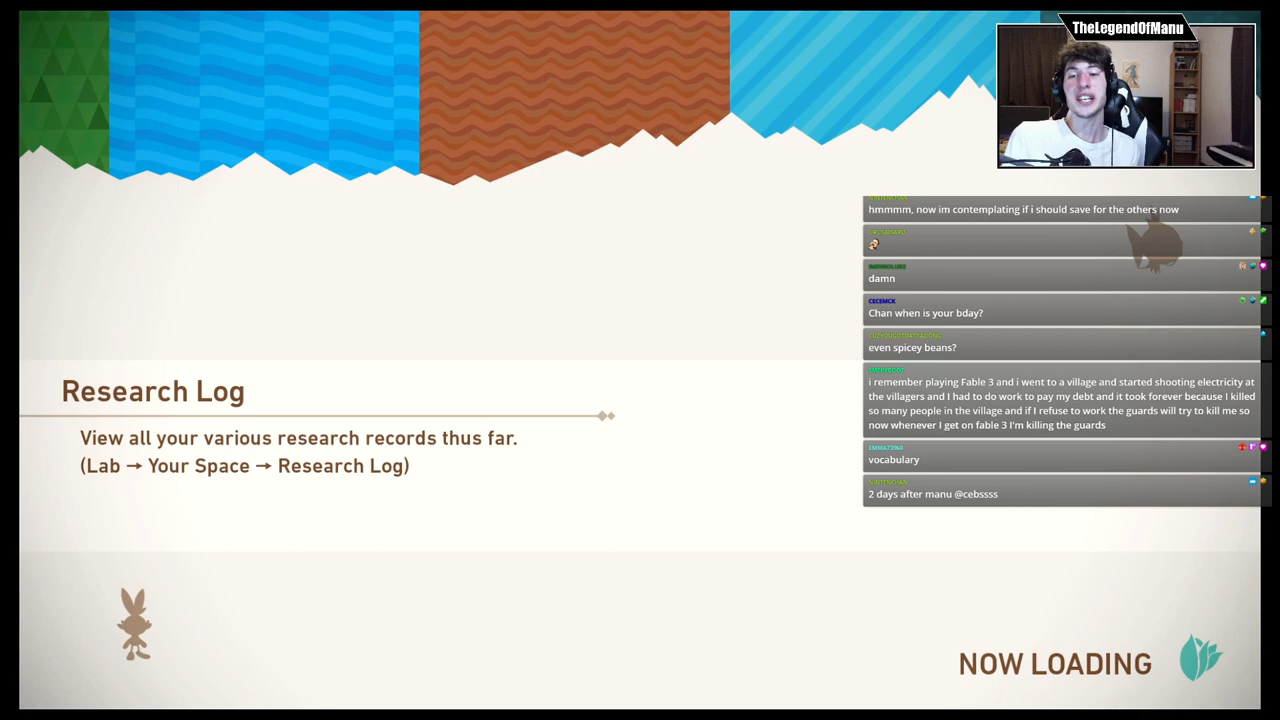 TheLegendOfManu
NINTENCHAN
hmmmm, now im contemplating if i should save for the others now
damn
CECEMCK
Chan when is your bday?
even spicey beans?
i remember playing Fable 3 and i went to a village and started shooting electricity at
the villagers and I had to do work to pay my debt and it took forever because I killed
so many people in the village and if I refuse to work the guards will try to kill me so
now whenever I get on fable 3 I'm killing the guards
vocabulary
NINTENCHAN
2 days after manu @cebssss
Research Log
View all your various research records thus far.
(Lab → Your Space → Research Log)
NOW LOADING